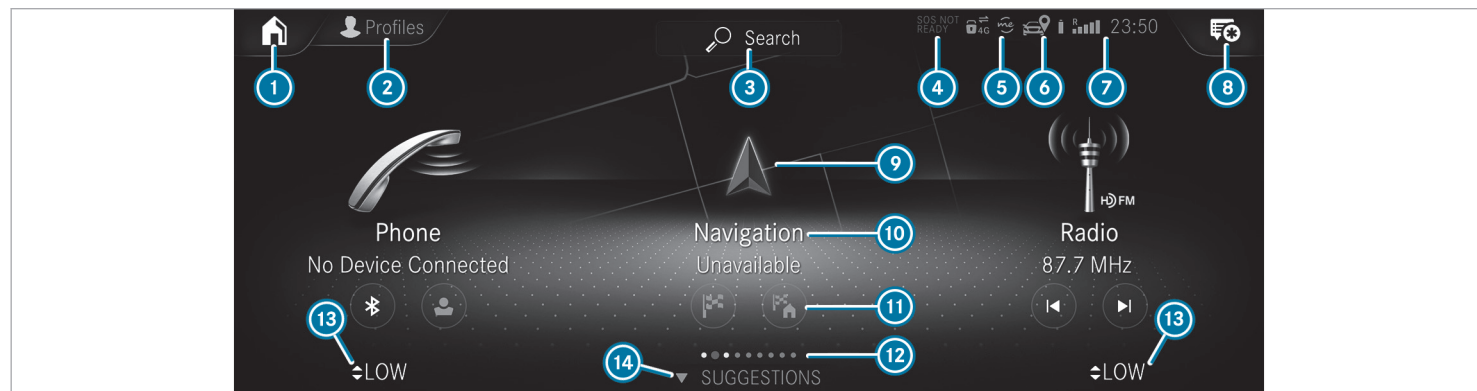 Profiles
Search
SOS NOT
READY
4G
me
R
23:50
1
2
3
4
5
6
7
8
9
HD FM
Phone
Navigation
10
Radio
No Device Connected
Unavailable
87.7 MHz
11
13
13
12
14
LOW
SUGGESTIONS
LOW